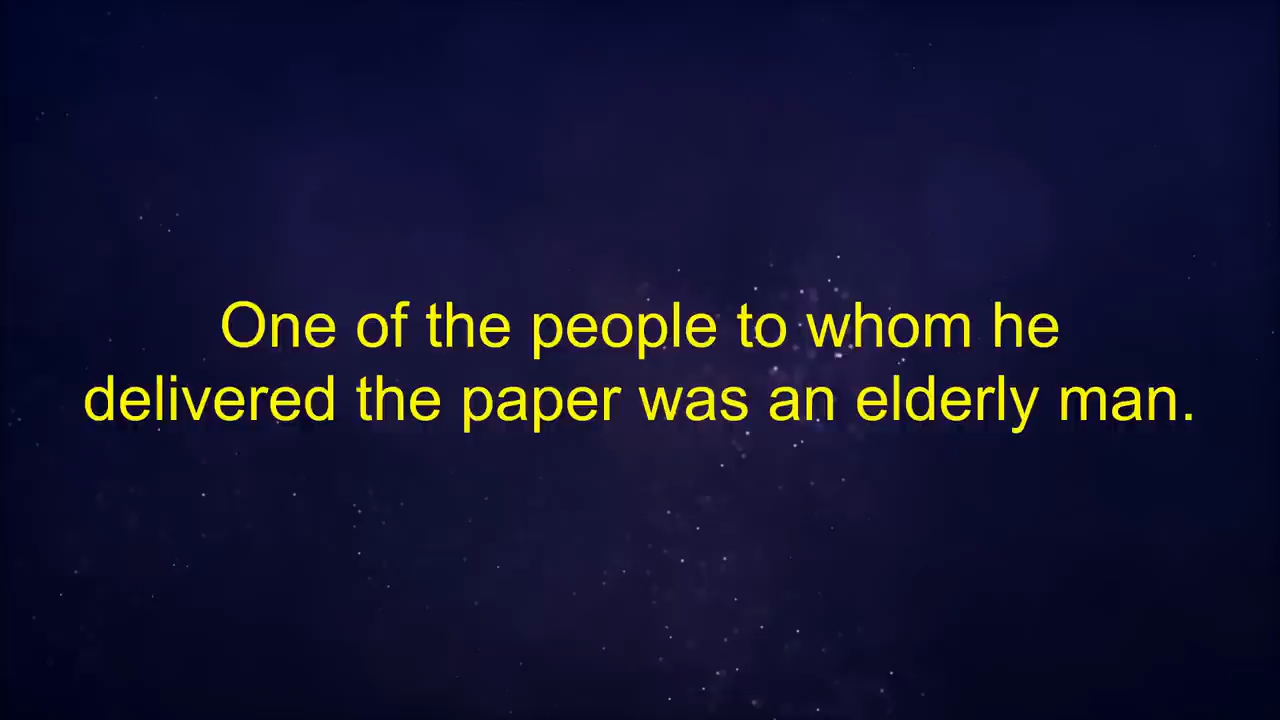 One of the people to whom he
delivered the paper was an elderly man.